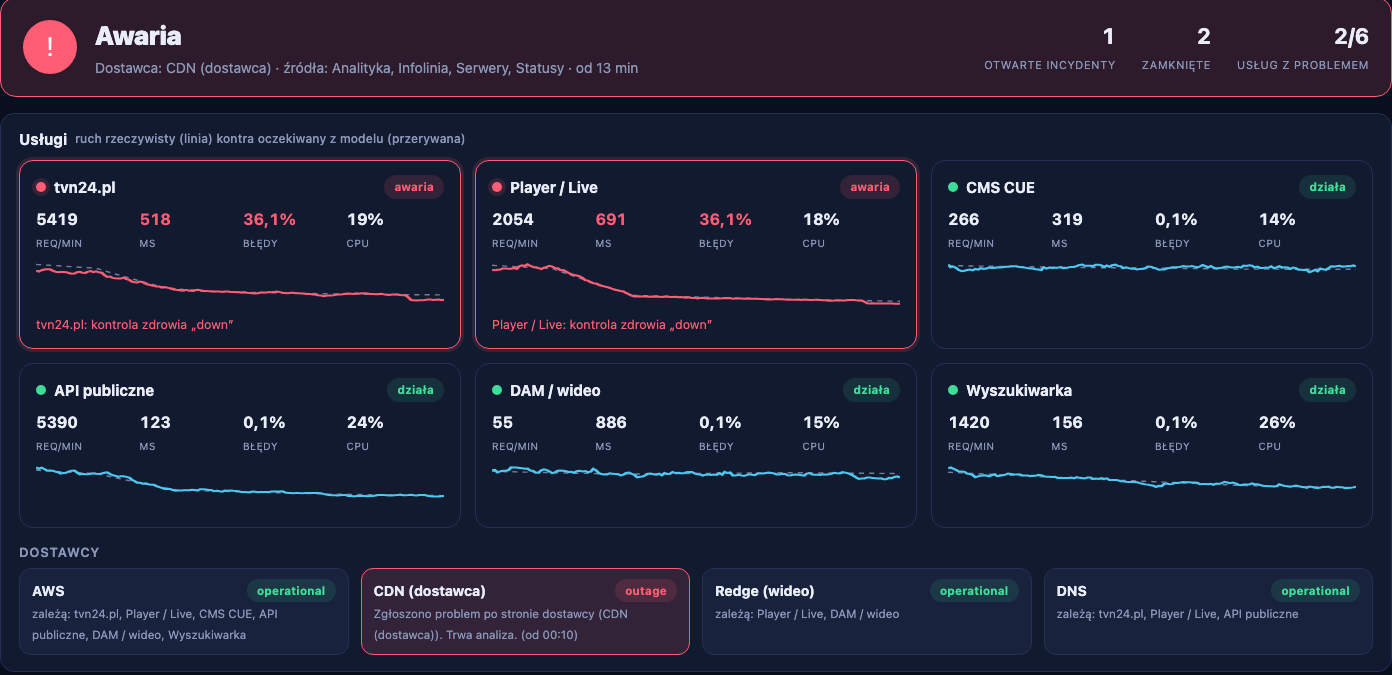 !
Awaria
Dostawca: CDN (dostawca) · źródła: Analityka, Infolinia, Serwery, Statusy · od 13 min
1 2 2/6
OTWARTE INCYDENTY ZAMKNIĘTE USŁUG Z PROBLEMEM
Usługi ruch rzeczywisty (linia) kontra oczekiwany z modelu (przerywana)
tvn24.pl awaria
5419 518 36,1% 19%
REQ/MIN MS BŁĘDY CPU
tvn24.pl: kontrola zdrowia „down”
Player / Live awaria
2054 691 36,1% 18%
REQ/MIN MS BŁĘDY CPU
Player / Live: kontrola zdrowia „down”
CMS CUE działa
266 319 0,1% 14%
REQ/MIN MS BŁĘDY CPU
API publiczne działa
5390 123 0,1% 24%
REQ/MIN MS BŁĘDY CPU
DAM / wideo działa
55 886 0,1% 15%
REQ/MIN MS BŁĘDY CPU
Wyszukiwarka działa
1420 156 0,1% 26%
REQ/MIN MS BŁĘDY CPU
DOSTAWCY
AWS operational
zależą: tvn24.pl, Player / Live, CMS CUE, API
publiczne, DAM / wideo, Wyszukiwarka
CDN (dostawca) outage
Zgłoszono problem po stronie dostawcy (CDN
(dostawca)). Trwa analiza. (od 00:10)
Redge (wideo) operational
zależą: Player / Live, DAM / wideo
DNS operational
zależą: tvn24.pl, Player / Live, API publiczne